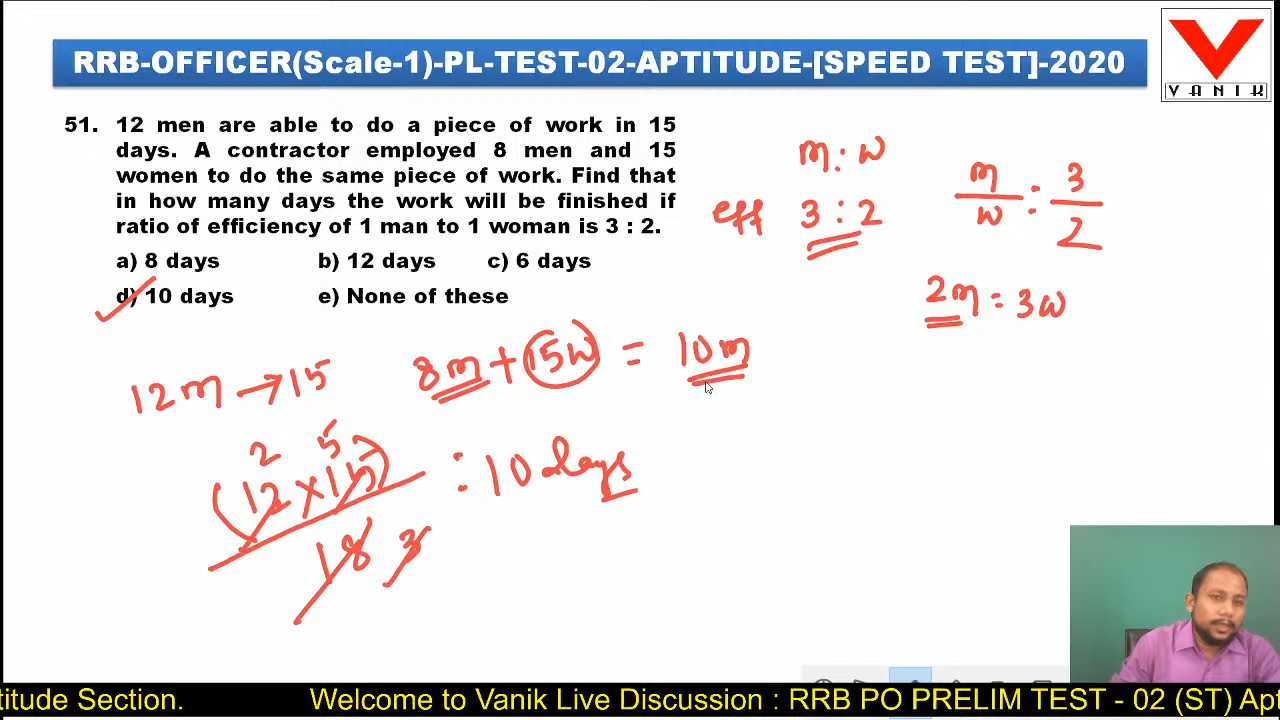 RRB-OFFICER(Scale-1)-PL-TEST-02-APTITUDE-[SPEED TEST]-2020
VANIK
51. 12 men are able to do a piece of work in 15
days. A contractor employed 8 men and 15
women to do the same piece of work. Find that
in how many days the work will be finished if
ratio of efficiency of 1 man to 1 woman is 3 : 2.
a) 8 days b) 12 days c) 6 days
d) 10 days e) None of these
m : w
eff 3 : 2
m/w = 3/2
2m = 3w
8m + 15w = 10m
12m → 15
2 5
(12 × 15) = 10 days
18 3
titude Section. Welcome to Vanik Live Discussion : RRB PO PRELIM TEST - 02 (ST) Apt